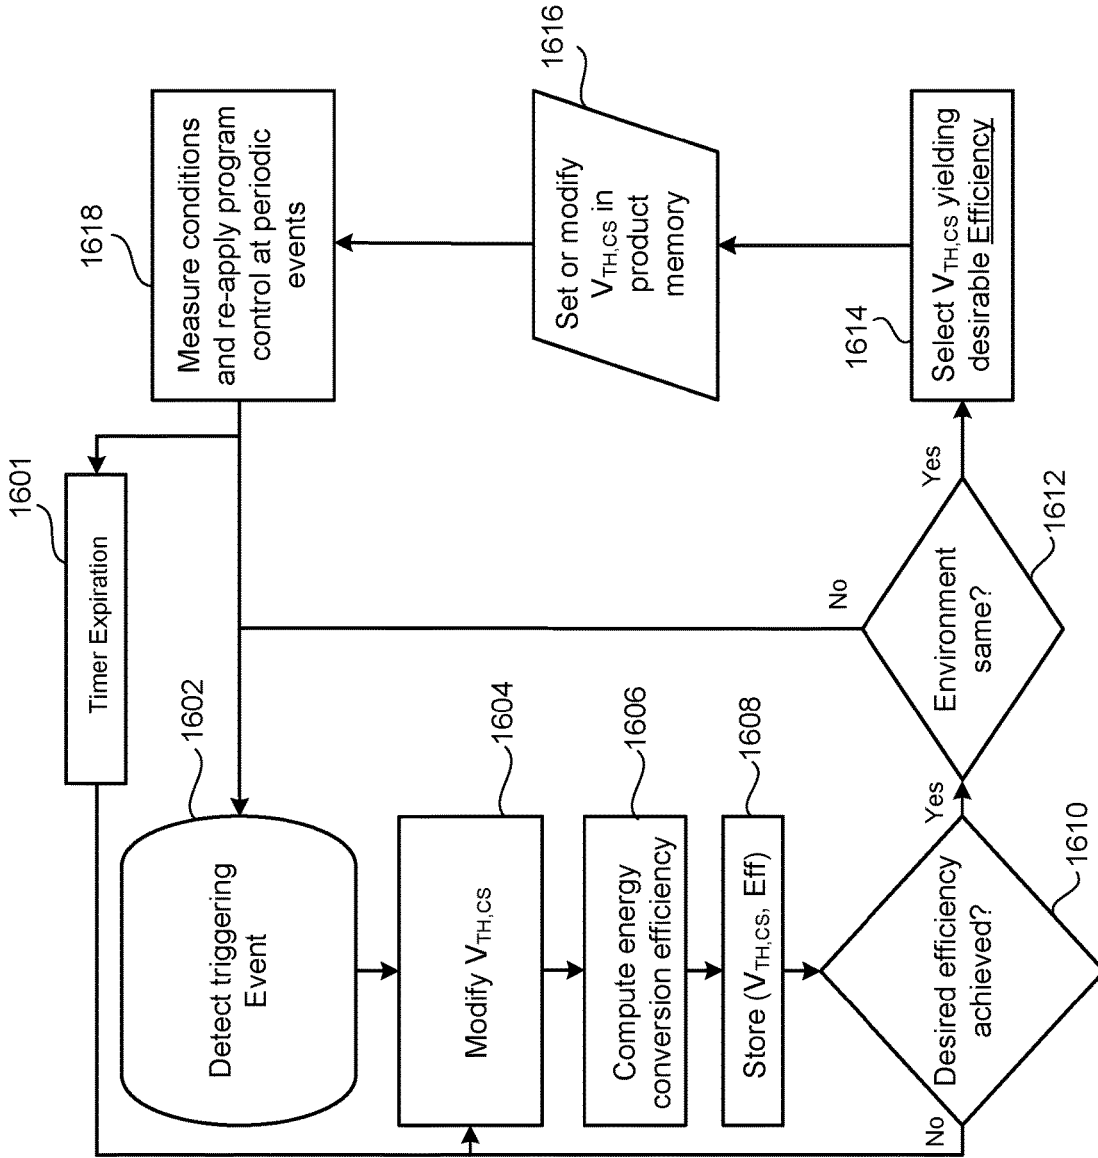 1601
Timer Expiration
1602
Detect triggering
Event
1604
Modify VTH,CS
1606
Compute energy
conversion efficiency
1608
Store (VTH,CS, Eff)
1610
Desired efficiency
achieved?
No
Yes
1612
Environment
same?
No
Yes
1614
Select VTH,CS yielding
desirable Efficiency
1616
Set or modify
VTH,CS in
product
memory
1618
Measure conditions
and re-apply program
control at periodic
events